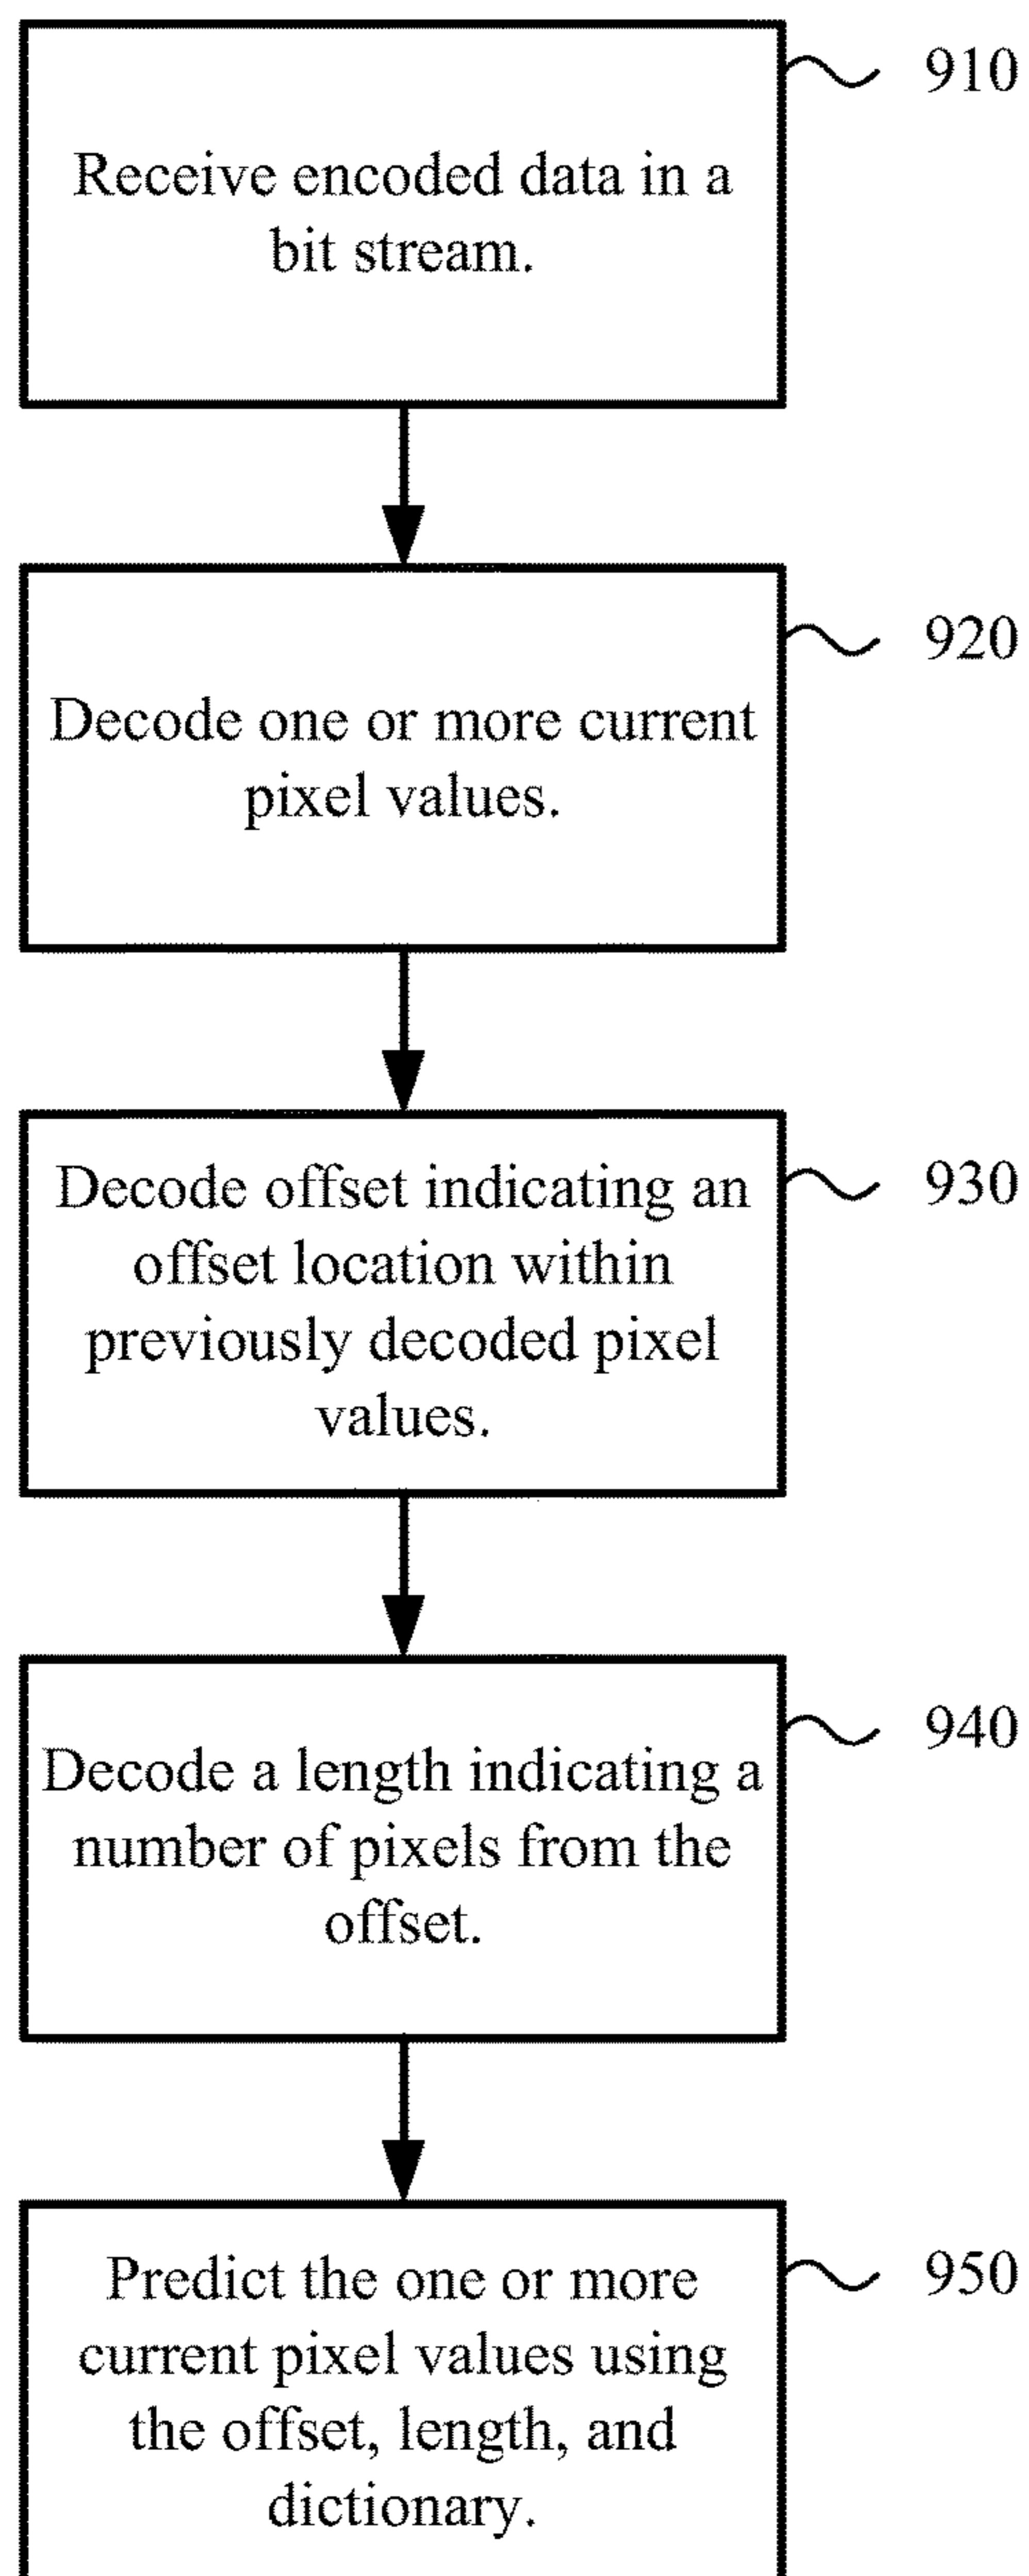 910
Receive encoded data in a
bit stream.
920
Decode one or more current
pixel values.
930
Decode offset indicating an
offset location within
previously decoded pixel
values.
940
Decode a length indicating a
number of pixels from the
offset.
950
Predict the one or more
current pixel values using
the offset, length, and
dictionary.